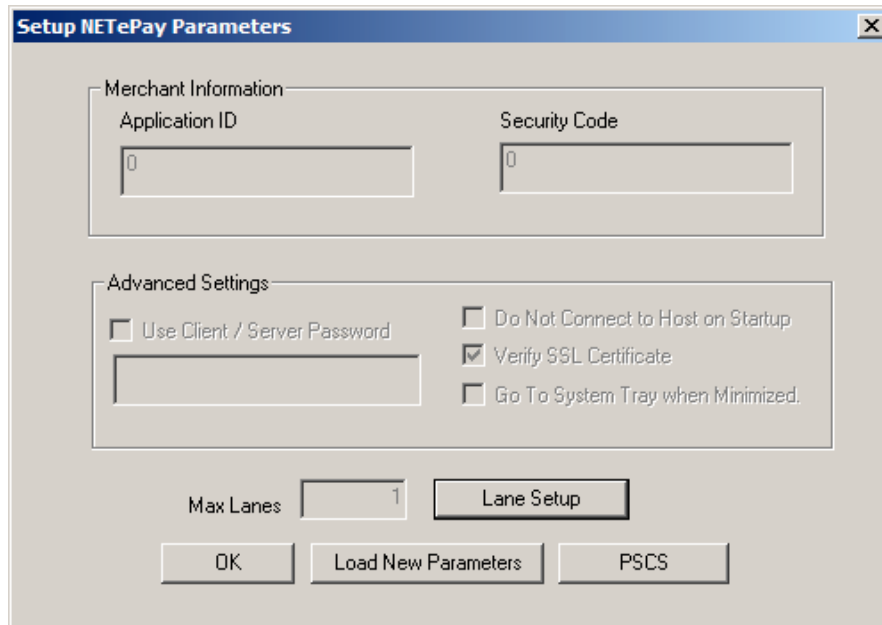 Setup NETePay Parameters
Merchant Information
Application ID
Security Code
0
0
Advanced Settings
Use Client / Server Password
Do Not Connect to Host on Startup
Verify SSL Certificate
Go To System Tray when Minimized.
Max Lanes
1
Lane Setup
OK
Load New Parameters
PSCS